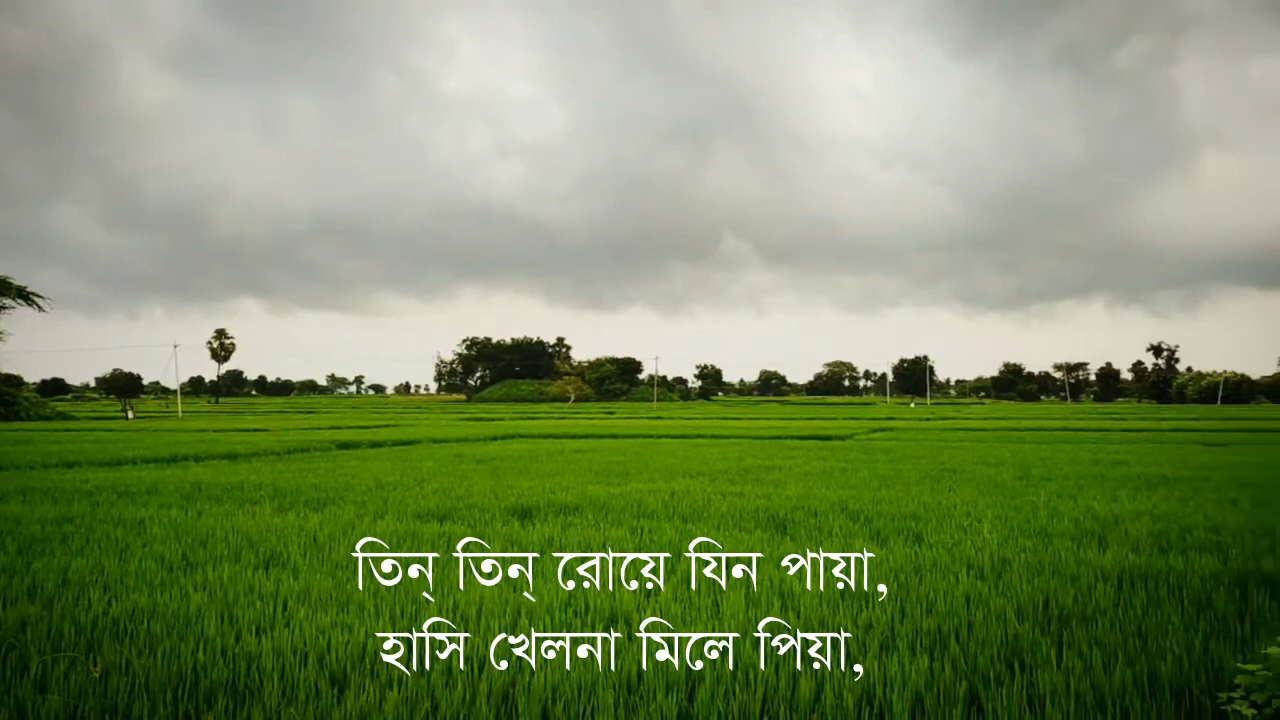 তিন্ তিন্ রোয়ে যিন পায়া,
হাসি খেলনা মিলে পিয়া,